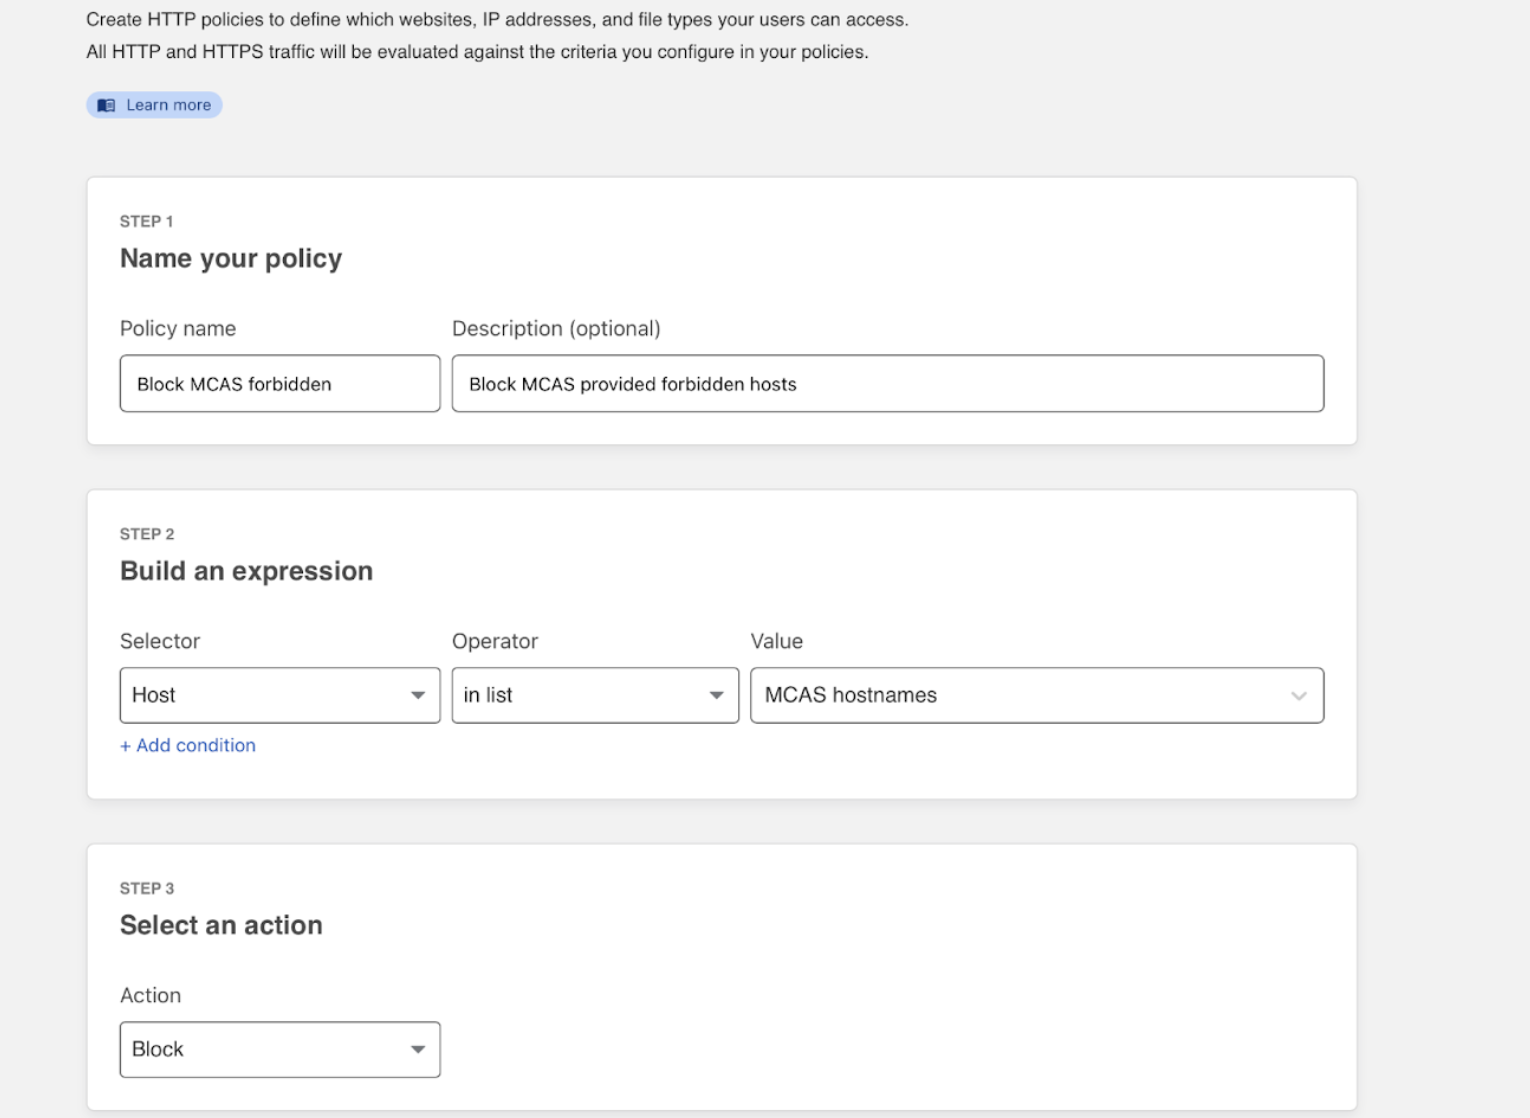 Create HTTP policies to define which websites, IP addresses, and file types your users can access.
All HTTP and HTTPS traffic will be evaluated against the criteria you configure in your policies.
Learn more
STEP 1
Name your policy
Policy name
Description (optional)
Block MCAS forbidden
Block MCAS provided forbidden hosts
STEP 2
Build an expression
Selector
Operator
Value
Host
in list
MCAS hostnames
+ Add condition
STEP 3
Select an action
Action
Block